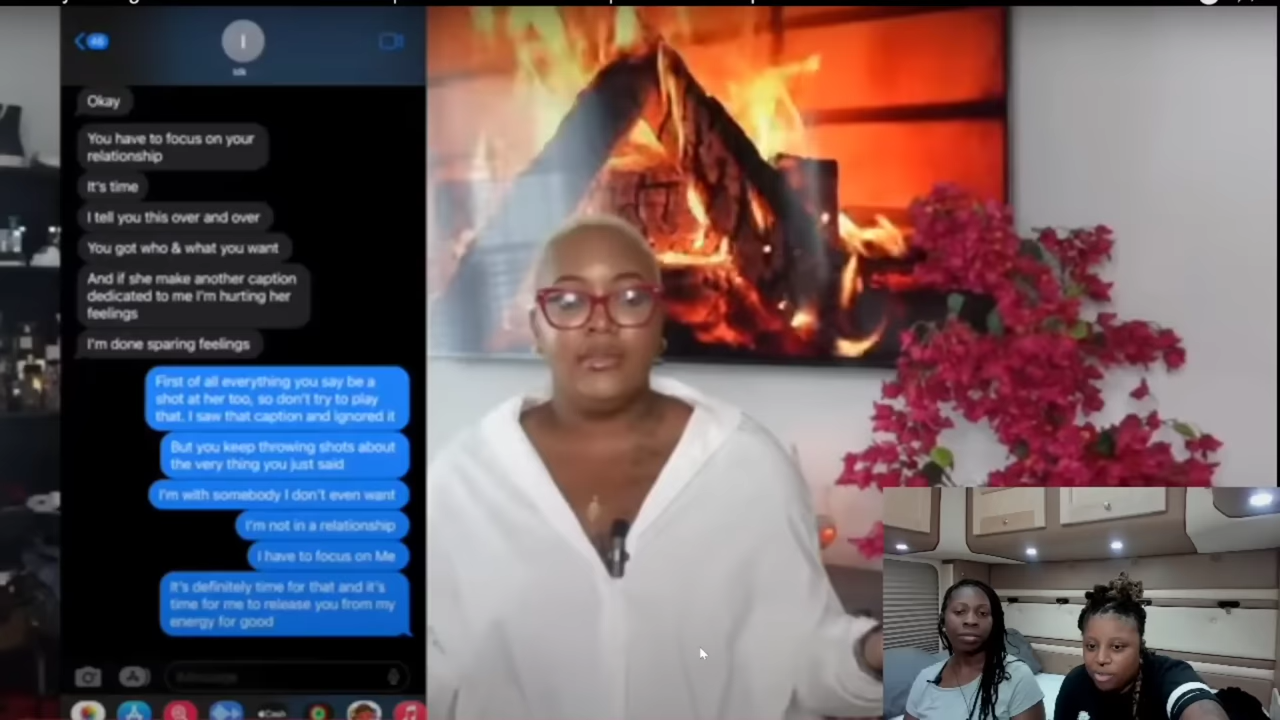 46
I
Okay
You have to focus on your
relationship
It's time
I tell you this over and over
You got who & what you want
And if she make another caption
dedicated to me I'm hurting her
feelings
I'm done sparing feelings
First of all everything you say be a
shot at her too, so don't try to play
that. I saw that caption and ignored it
But you keep throwing shots about
the very thing you just said
I'm with somebody I don't even want
I'm not in a relationship
I have to focus on Me
It's definitely time for that and it's
time for me to release you from my
energy for good